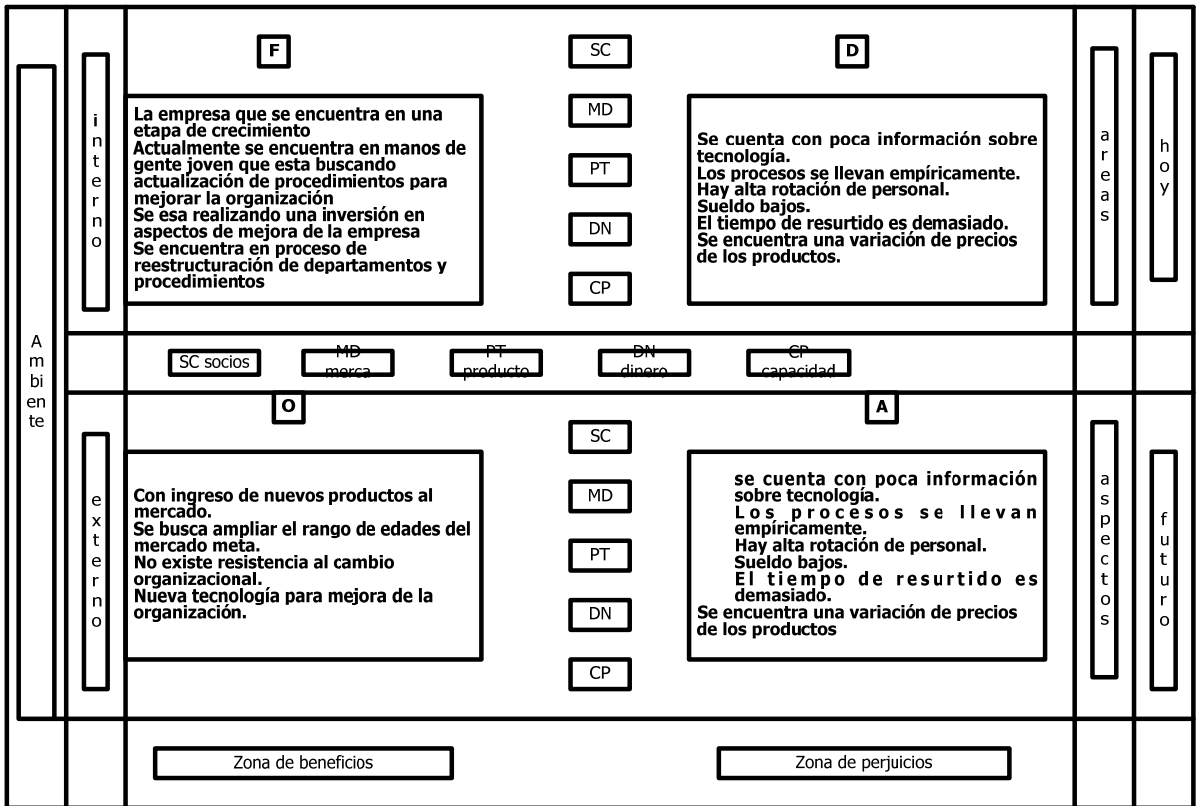 F
SC
D
MD
PT
DN
CP
interno
La empresa que se encuentra en una
etapa de crecimiento
Actualmente se encuentra en manos de
gente joven que esta buscando
actualización de procedimientos para
mejorar la organización
Se esa realizando una inversión en
aspectos de mejora de la empresa
Se encuentra en proceso de
reestructuración de departamentos y
procedimientos
Se cuenta con poca información sobre
tecnología.
Los procesos se llevan empíricamente.
Hay alta rotación de personal.
Sueldo bajos.
El tiempo de resurtido es demasiado.
Se encuentra una variación de precios
de los productos.
areas
hoy
Ambiente
SC socios
MD
merca
PT
producto
DN
dinero
CP
capacidad
O
A
SC
MD
PT
DN
CP
externo
Con ingreso de nuevos productos al
mercado.
Se busca ampliar el rango de edades del
mercado meta.
No existe resistencia al cambio
organizacional.
Nueva tecnología para mejora de la
organización.
se cuenta con poca información
sobre tecnología.
Los procesos se llevan
empíricamente.
Hay alta rotación de personal.
Sueldo bajos.
El tiempo de resurtido es
demasiado.
Se encuentra una variación de precios
de los productos
aspectos
futuro
Zona de beneficios
Zona de perjuicios